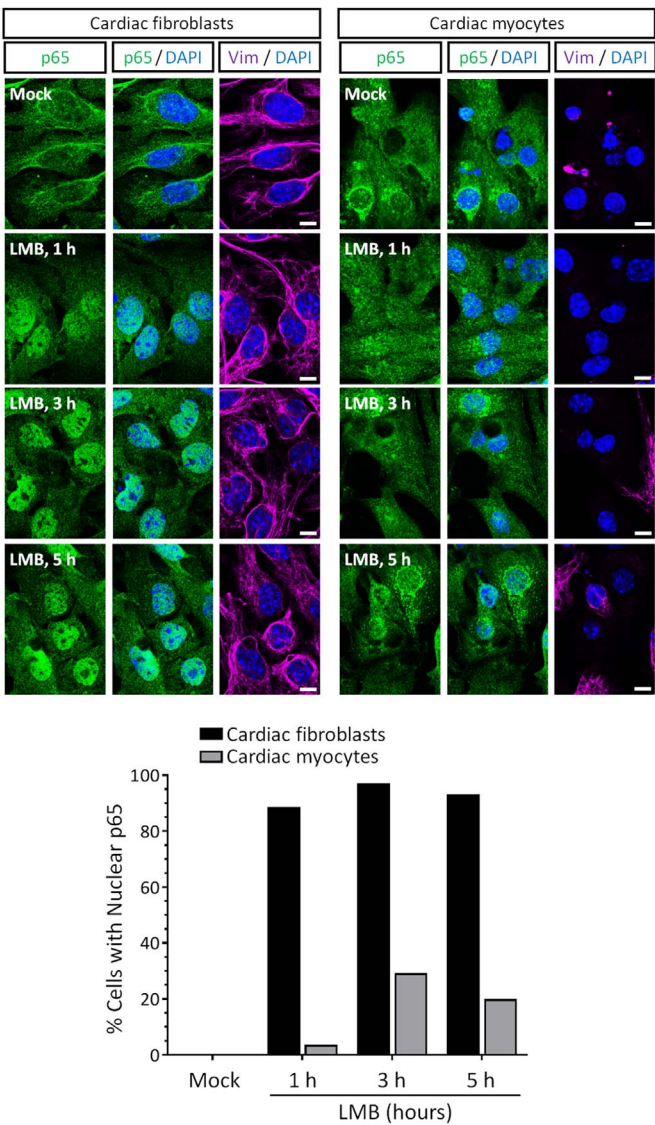 Cardiac fibroblasts
Cardiac myocytes
p65
p65 / DAPI
Vim / DAPI
p65
p65 / DAPI
Vim / DAPI
Mock
Mock
LMB, 1 h
LMB, 1 h
LMB, 3 h
LMB, 3 h
LMB, 5 h
LMB, 5 h
Cardiac fibroblasts
Cardiac myocytes
% Cells with Nuclear p65
100
80
60
40
20
0
Mock
1 h
3 h
5 h
LMB (hours)